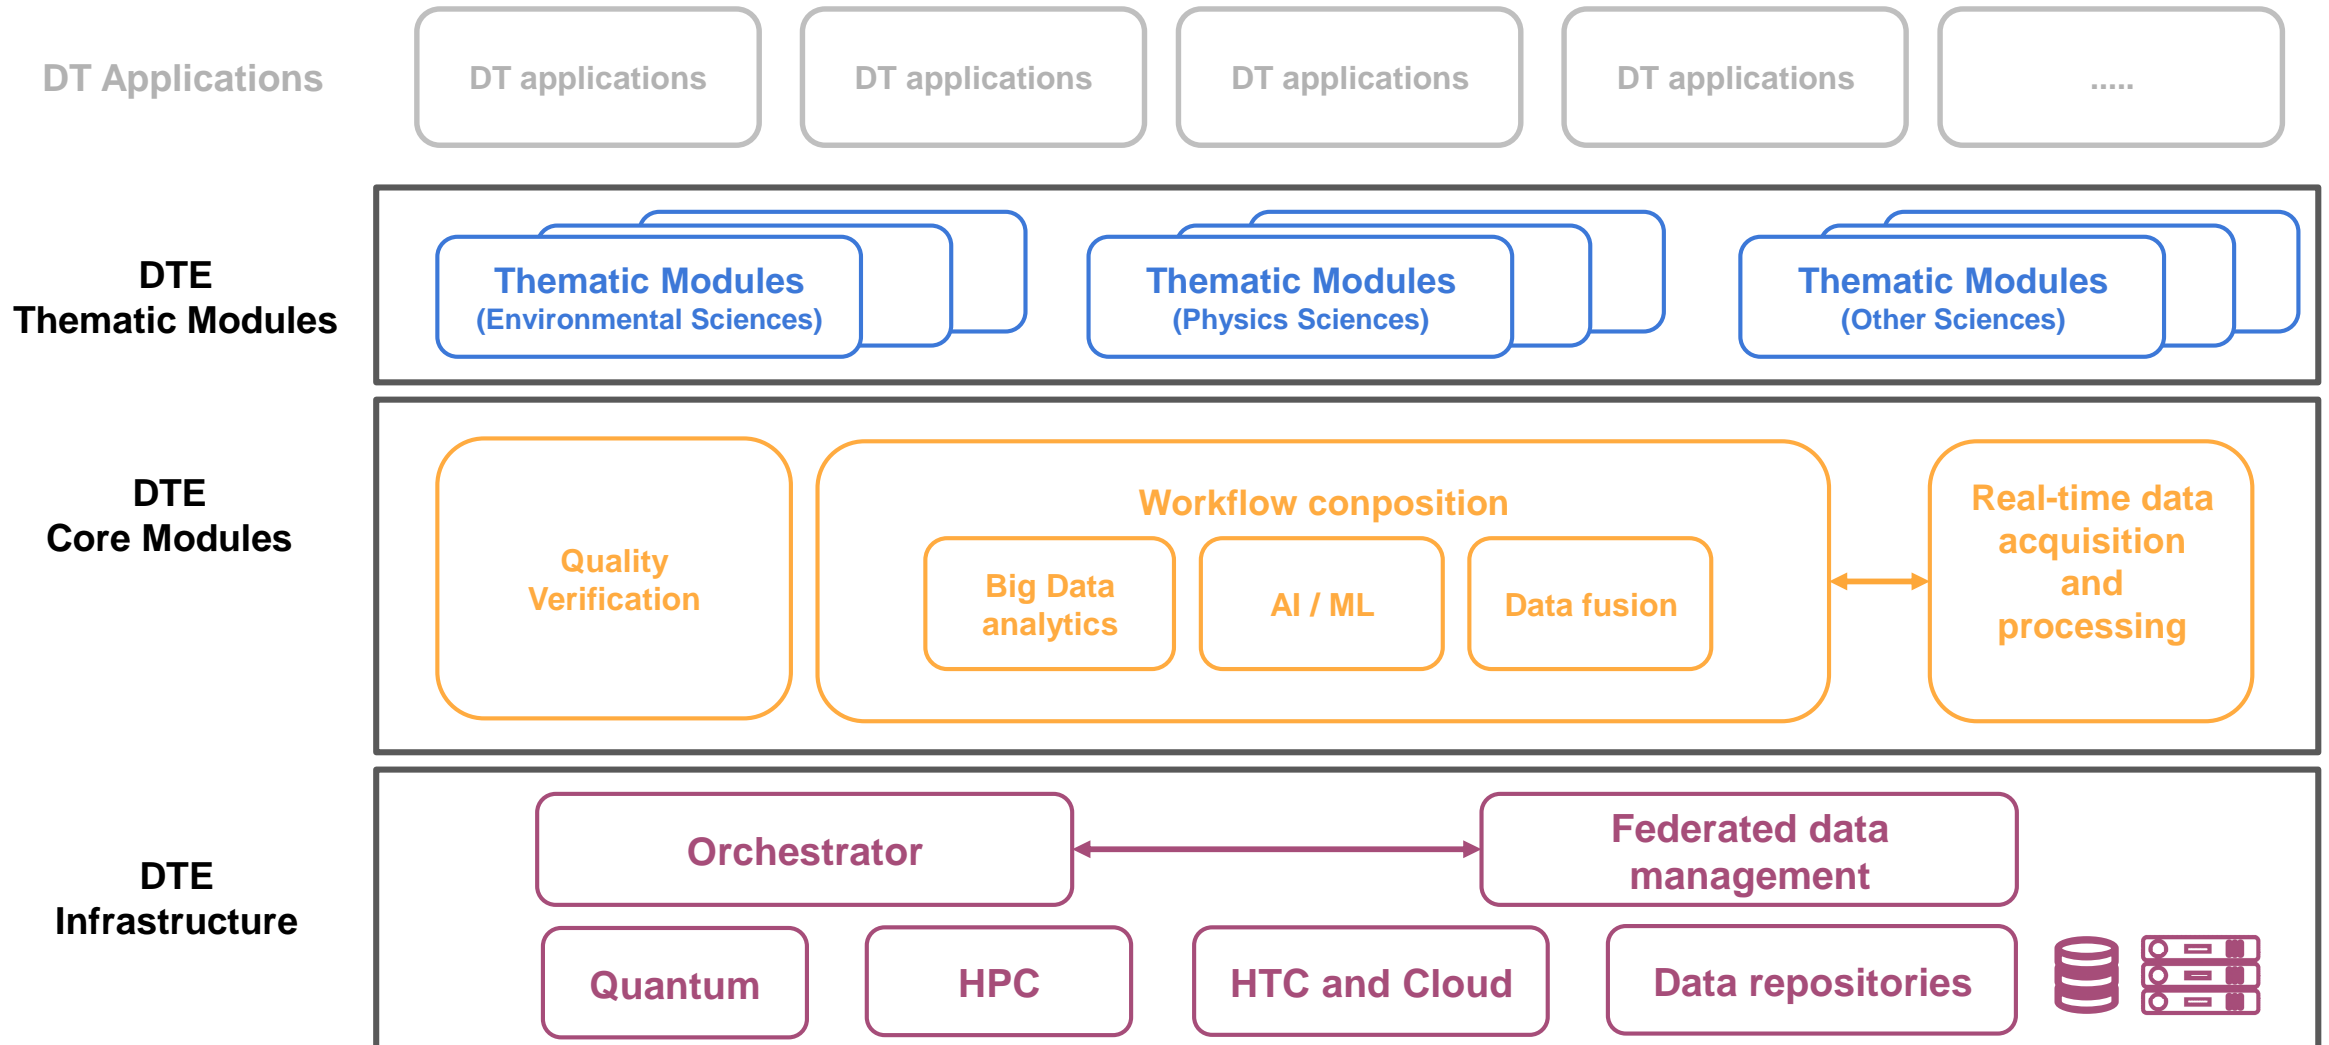 DT Applications
DT applications
DT applications
DT applications
DT applications
.....
DTE
Thematic Modules
Thematic Modules
(Environmental Sciences)
Thematic Modules
(Physics Sciences)
Thematic Modules
(Other Sciences)
DTE
Core Modules
Quality
Verification
Workflow conposition
Big Data
analytics
AI / ML
Data fusion
Real-time data
acquisition
and
processing
DTE
Infrastructure
Orchestrator
Federated data
management
Quantum
HPC
HTC and Cloud
Data repositories